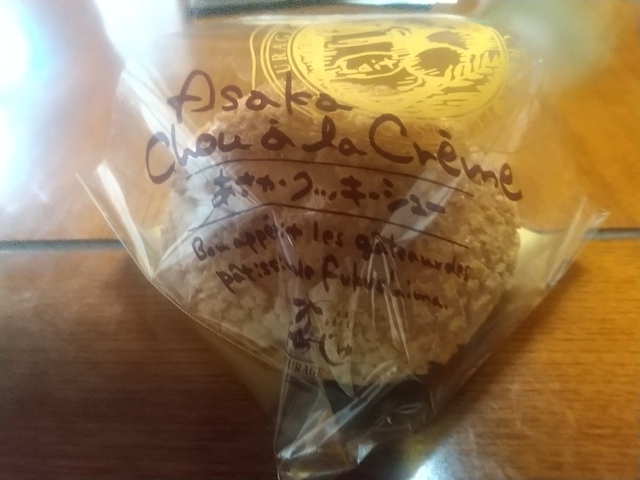 Asaka
Chou à la Crème
あさか・クッキーシュー
Bon appétit les gâteaux des
pâtissible fukushima.